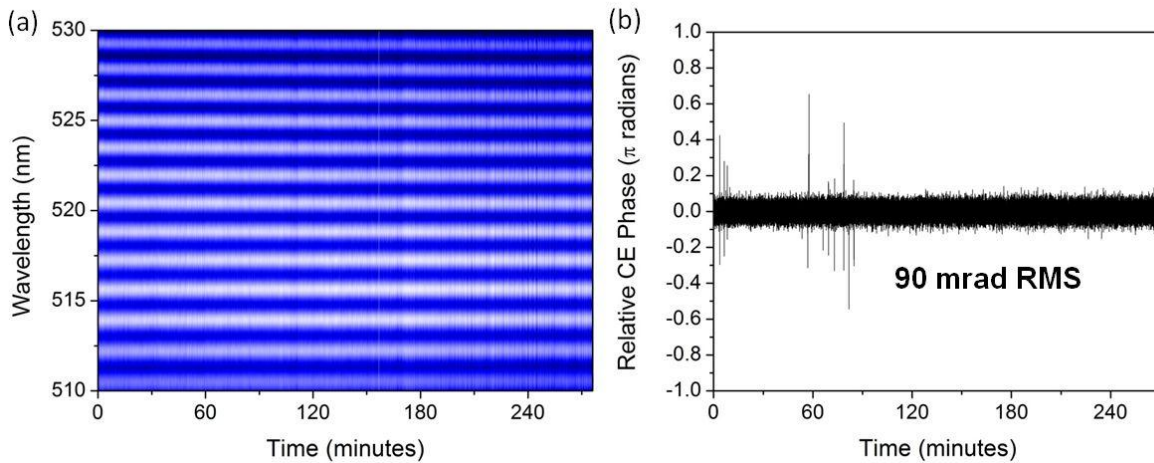 (a)
530
525
520
515
510
Wavelength (nm)
0 60 120 180 240
Time (minutes)
(b)
1.0
0.8
0.6
0.4
0.2
0.0
-0.2
-0.4
-0.6
-0.8
-1.0
Relative CE Phase (π radians)
90 mrad RMS
0 60 120 180 240
Time (minutes)